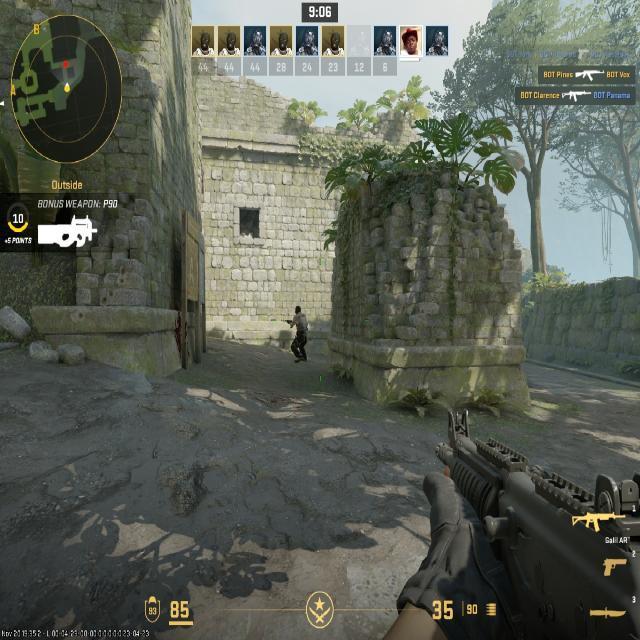 9:06
B
44 44 44 28 24 23 12 6
BOT Pines BOT Vox
BOT Clarence BOT Panama
A
Outside
BONUS WEAPON: P90
10
+5 POINTS
1
Galil AR
2
3
93 85
35 | 90